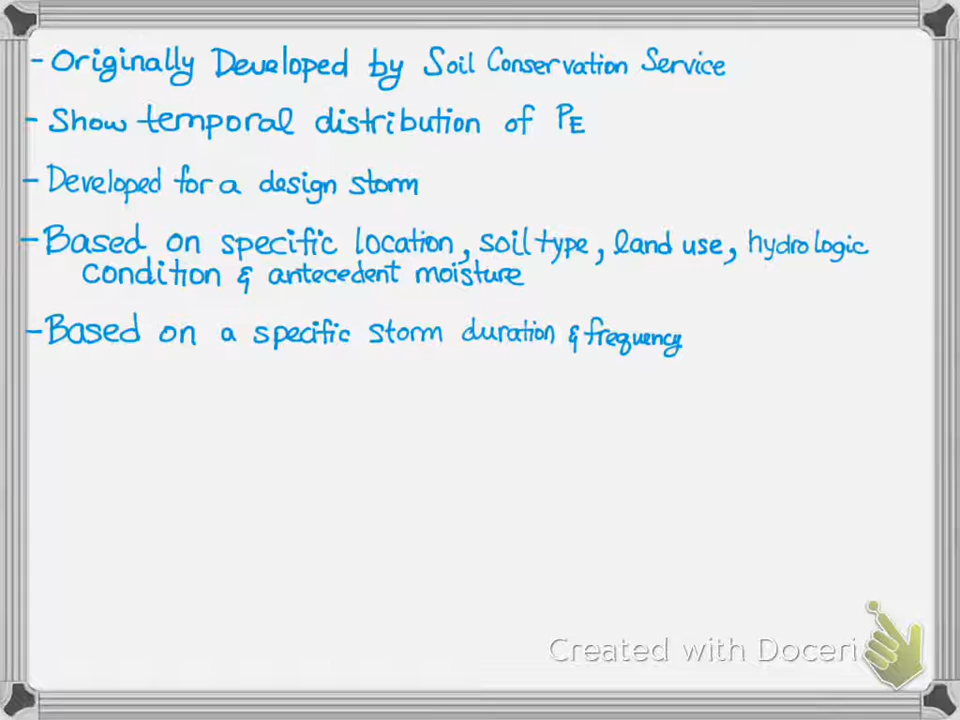 - Originally Developed by Soil Conservation Service
- Show temporal distribution of PE
- Developed for a design storm
- Based on specific location, soil type, land use, hydrologic
condition & antecedent moisture
- Based on a specific storm duration & frequency
Created with Doceri